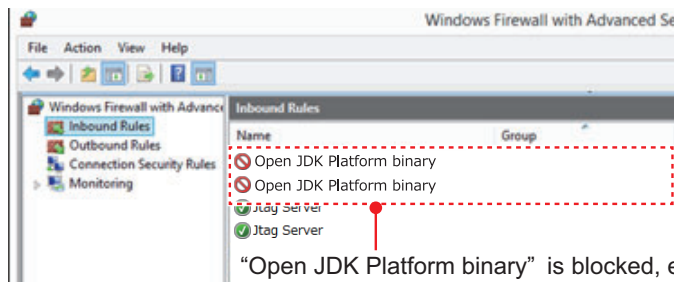 Windows Firewall with Advanced Se
File Action View Help
Windows Firewall with Advance
Inbound Rules
Outbound Rules
Connection Security Rules
Monitoring
Inbound Rules
Name Group
Open JDK Platform binary
Open JDK Platform binary
Jtag Server
Jtag Server
“Open JDK Platform binary” is blocked, e